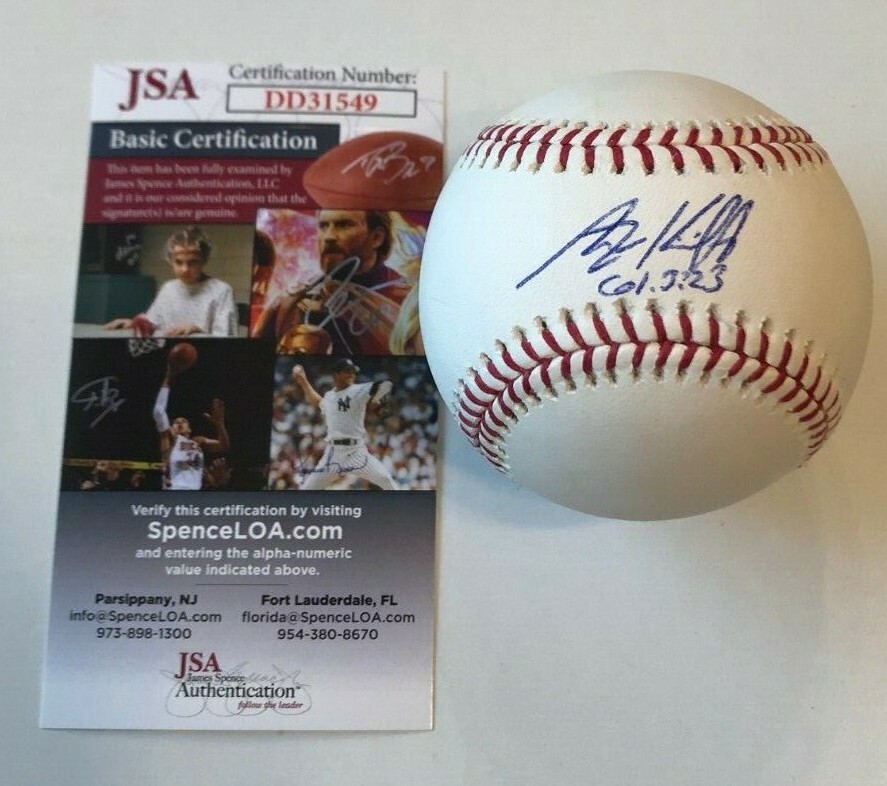 JSA
Certification Number:
DD31549
Basic Certification
This item has been fully examined by
James Spence Authentication, LLC
and it is our considered opinion that the
signature(s) is/are genuine.
Verify this certification by visiting
SpenceLOA.com
and entering the alpha-numeric
value indicated above.
Parsippany, NJ
info@SpenceLOA.com
973-898-1300
Fort Lauderdale, FL
florida@SpenceLOA.com
954-380-8670
JSA
James Spence
Authentication™
follow the leader
Col. 3:23